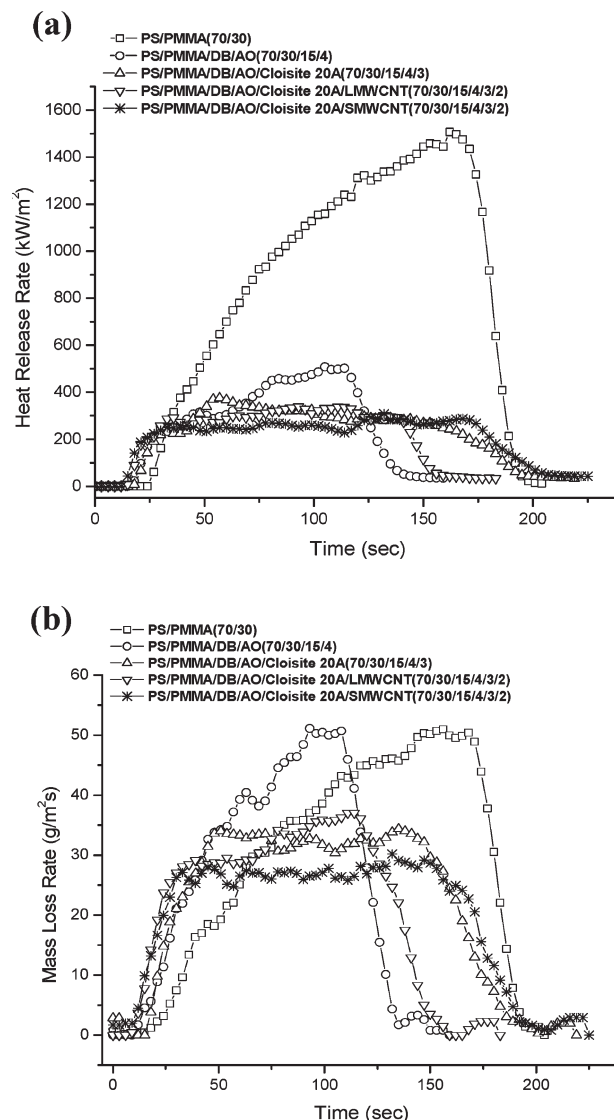 (a)
PS/PMMA(70/30)
PS/PMMA/DB/AO(70/30/15/4)
PS/PMMA/DB/AO/Cloisite 20A(70/30/15/4/3)
PS/PMMA/DB/AO/Cloisite 20A/LMWCNT(70/30/15/4/3/2)
PS/PMMA/DB/AO/Cloisite 20A/SMWCNT(70/30/15/4/3/2)
1600
1400
1200
1000
800
600
400
200
0
Heat Release Rate (kW/m²)
0 50 100 150 200
Time (sec)
(b)
PS/PMMA(70/30)
PS/PMMA/DB/AO(70/30/15/4)
PS/PMMA/DB/AO/Cloisite 20A(70/30/15/4/3)
PS/PMMA/DB/AO/Cloisite 20A/LMWCNT(70/30/15/4/3/2)
PS/PMMA/DB/AO/Cloisite 20A/SMWCNT(70/30/15/4/3/2)
60
50
40
30
20
10
0
Mass Loss Rate (g/m²s)
0 50 100 150 200
Time (sec)